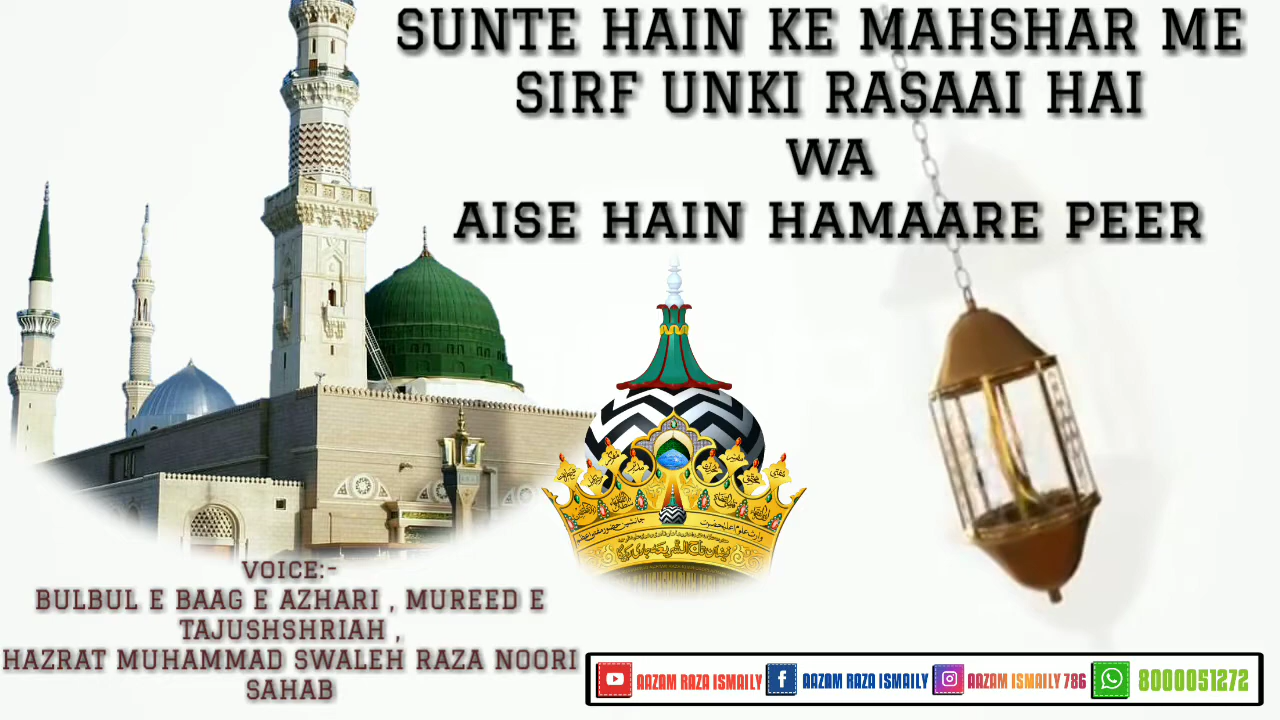 SUNTE HAIN KE MAHSHAR ME
SIRF UNKI RASAAI HAI
WA
AISE HAIN HAMAARE PEER
VOICE:-
BULBUL E BAAG E AZHARI , MUREED E
TAJUSHSHRIAH ,
HAZRAT MUHAMMAD SWALEH RAZA NOORI
SAHAB
AAZAM RAZA ISMAILY AAZAM RAZA ISMAILY AAZAM ISMAILY 786 8000051272